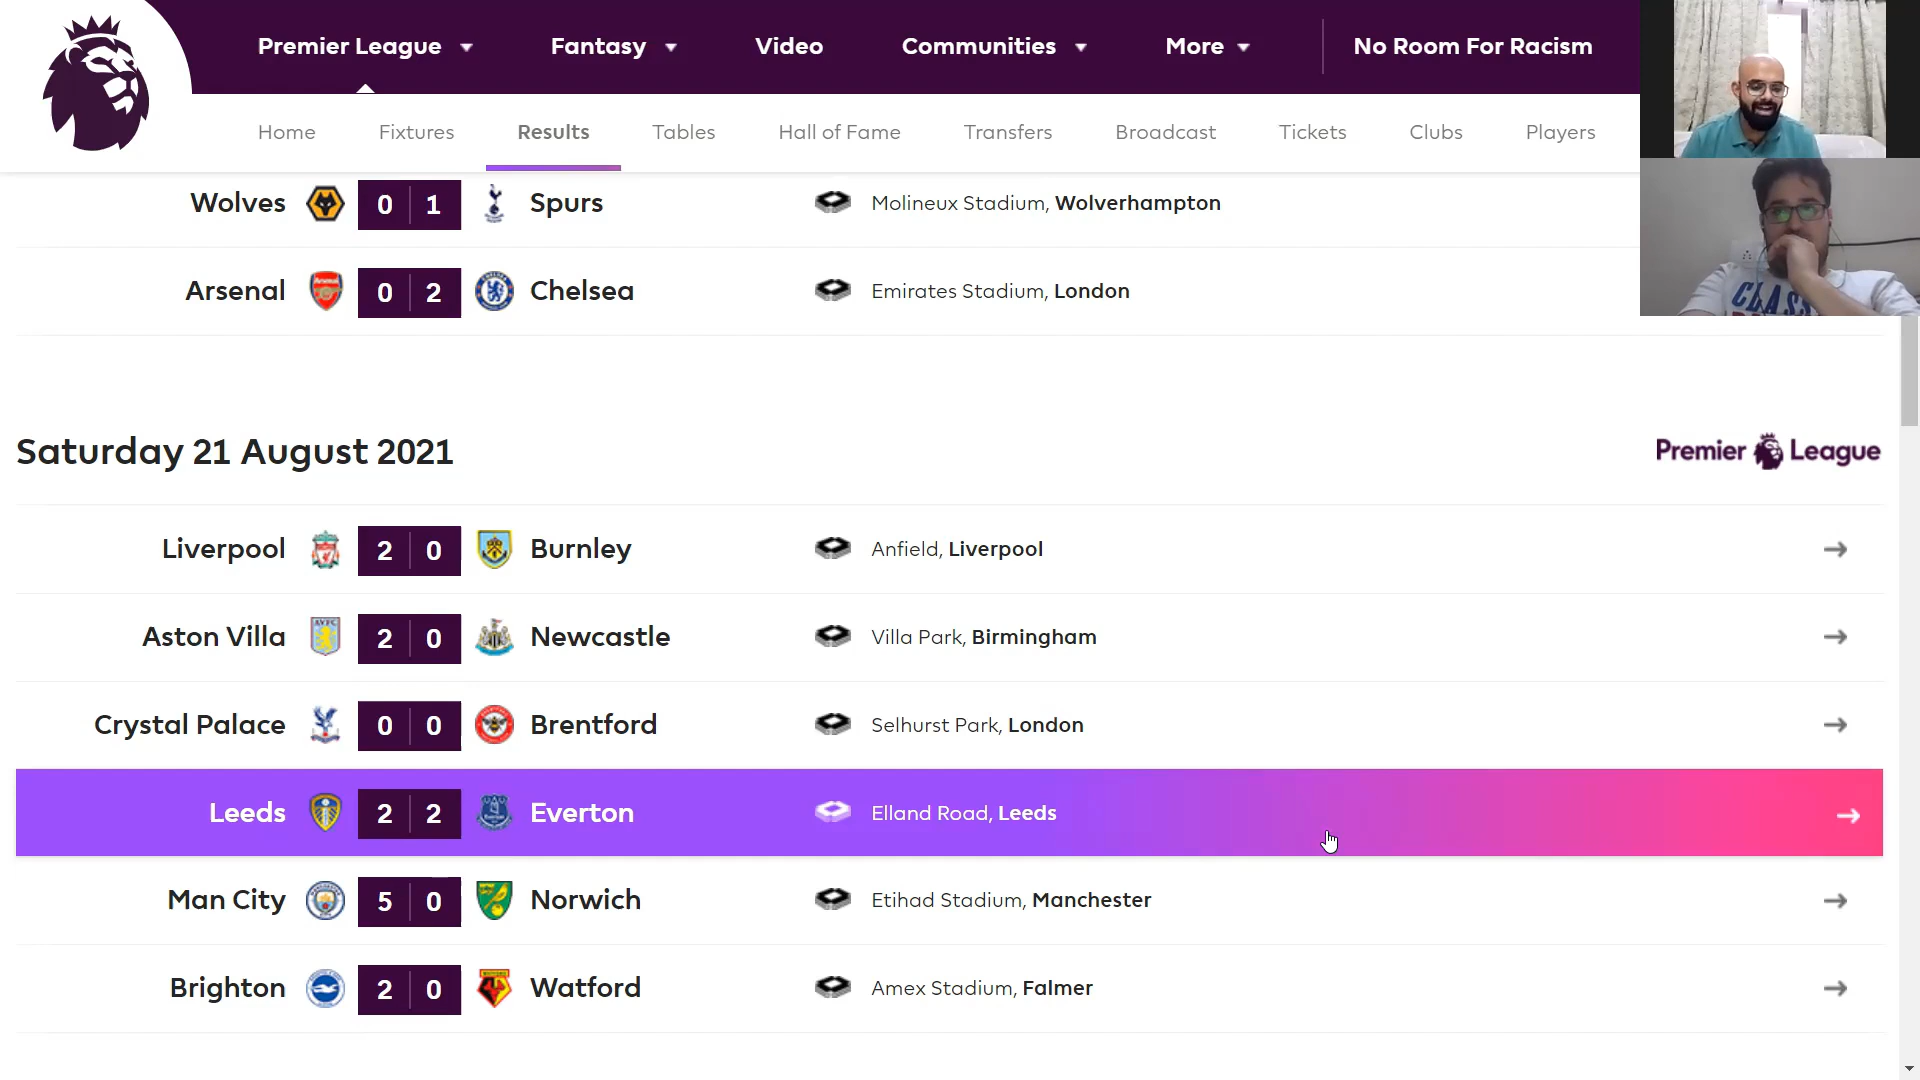 Premier League Fantasy Video Communities More No Room For Racism
Home Fixtures Results Tables Hall of Fame Transfers Broadcast Tickets Clubs Players
Wolves 0 1 Spurs Molineux Stadium, Wolverhampton
Arsenal 0 2 Chelsea Emirates Stadium, London
CLASS
Saturday 21 August 2021
Premier League
Liverpool 2 0 Burnley Anfield, Liverpool
Aston Villa 2 0 Newcastle Villa Park, Birmingham
Crystal Palace 0 0 Brentford Selhurst Park, London
Leeds 2 2 Everton Elland Road, Leeds
Man City 5 0 Norwich Etihad Stadium, Manchester
Brighton 2 0 Watford Amex Stadium, Falmer